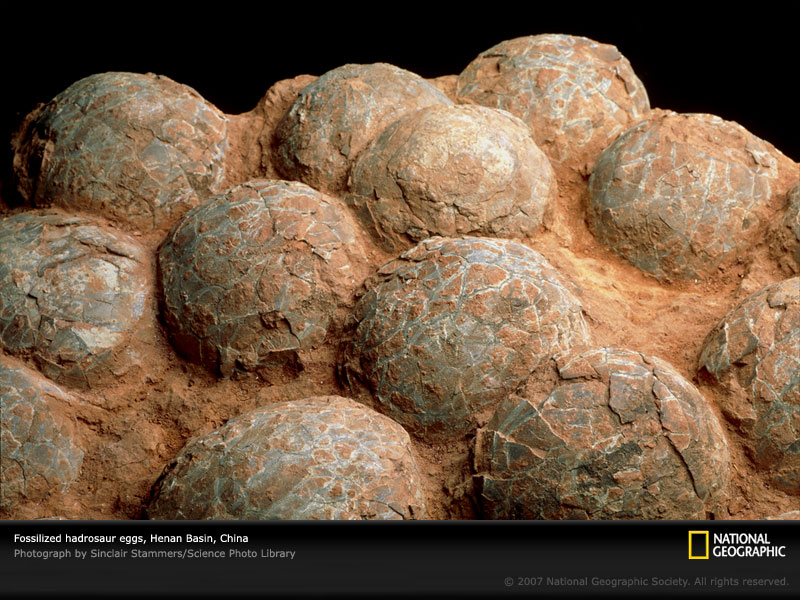 Fossilized hadrosaur eggs, Henan Basin, China
Photograph by Sinclair Stammers/Science Photo Library
NATIONAL
GEOGRAPHIC
© 2007 National Geographic Society. All rights reserved.